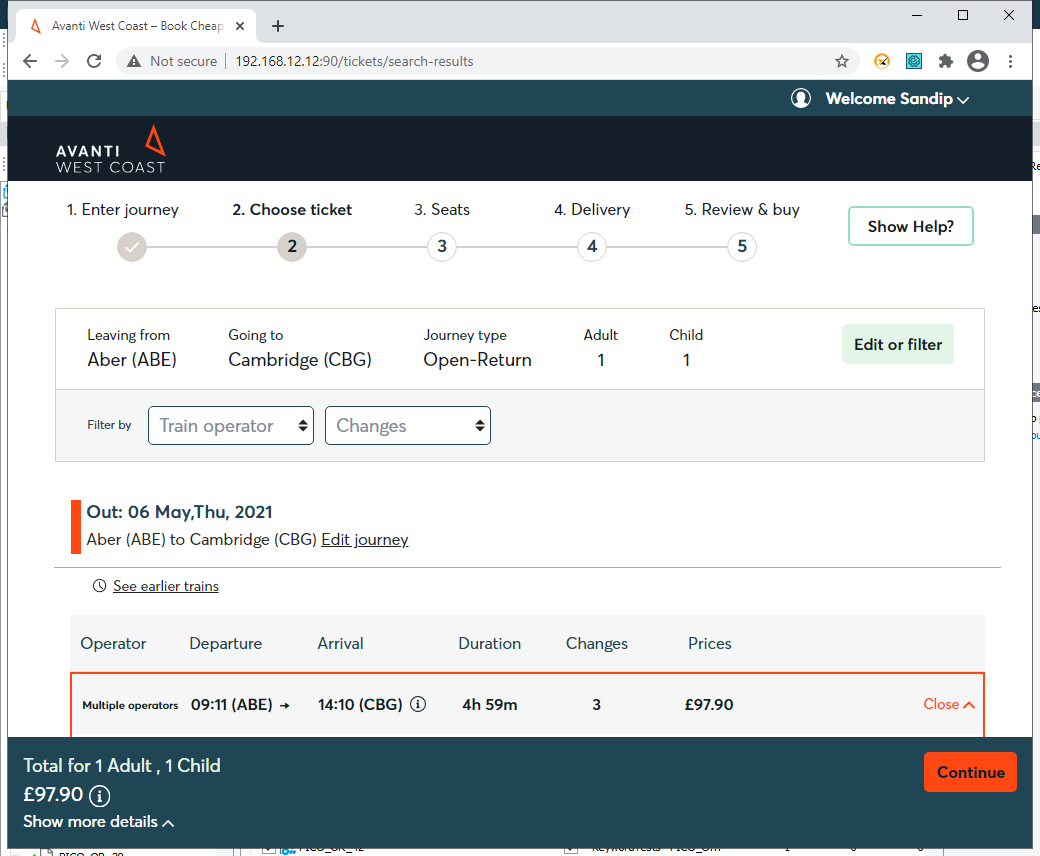 Avanti West Coast – Book Cheap
Not secure
192.168.12.12:90/tickets/search-results
Welcome Sandip
AVANTI
WEST COAST
1. Enter journey 2. Choose ticket 3. Seats 4. Delivery 5. Review & buy
Show Help?
2 3 4 5
Leaving from Going to Journey type Adult Child
Aber (ABE) Cambridge (CBG) Open-Return 1 1
Edit or filter
Filter by Train operator Changes
Out: 06 May,Thu, 2021
Aber (ABE) to Cambridge (CBG) Edit journey
See earlier trains
Operator Departure Arrival Duration Changes Prices
Multiple operators 09:11 (ABE) → 14:10 (CBG) 4h 59m 3 £97.90 Close
Total for 1 Adult , 1 Child
£97.90
Show more details
Continue